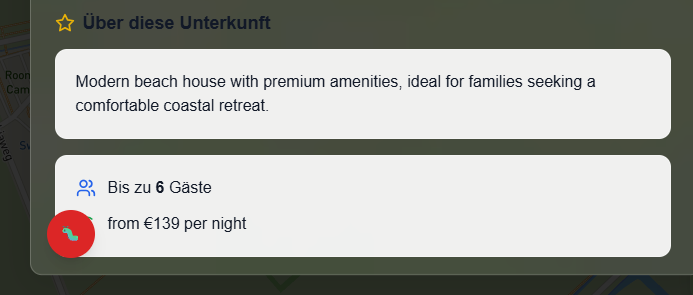 Über diese Unterkunft
Modern beach house with premium amenities, ideal for families seeking a
comfortable coastal retreat.
Bis zu 6 Gäste
from €139 per night